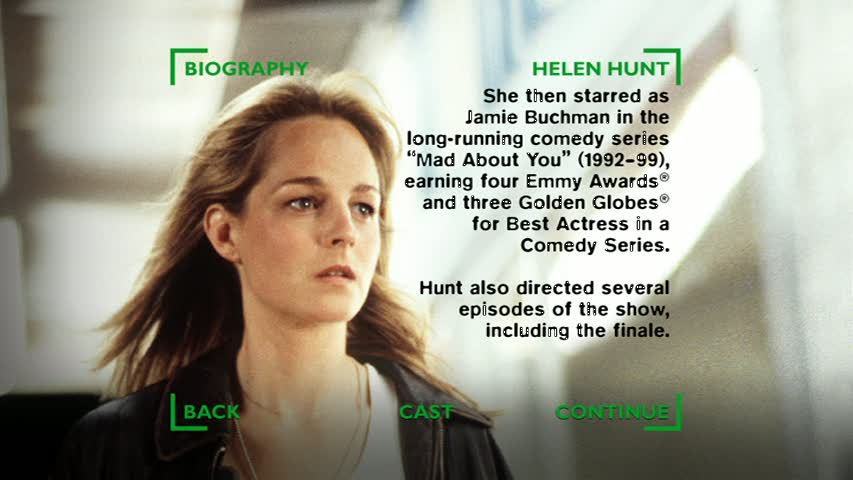 BIOGRAPHY
HELEN HUNT
She then starred as
Jamie Buchman in the
long-running comedy series
“Mad About You” (1992–99),
earning four Emmy Awards®
and three Golden Globes®
for Best Actress in a
Comedy Series.
Hunt also directed several
episodes of the show,
including the finale.
BACK
CAST
CONTINUE